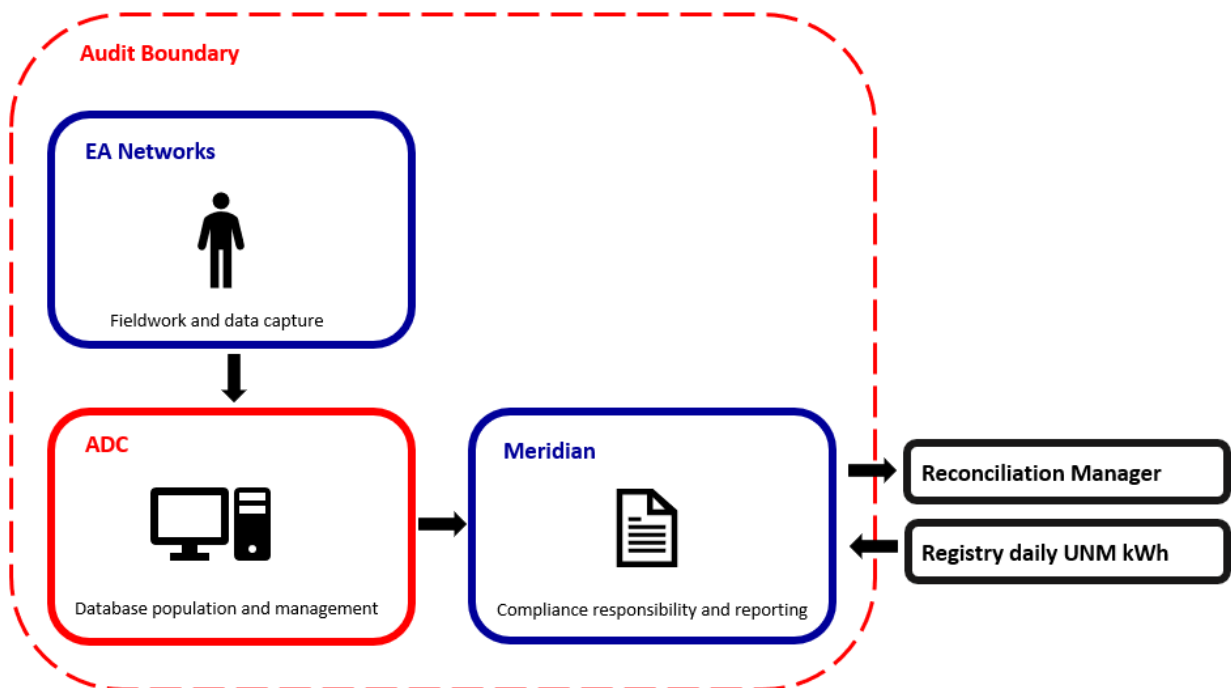 Audit Boundary
EA Networks
Fieldwork and data capture
ADC
Database population and management
Meridian
Compliance responsibility and reporting
Reconciliation Manager
Registry daily UNM kWh